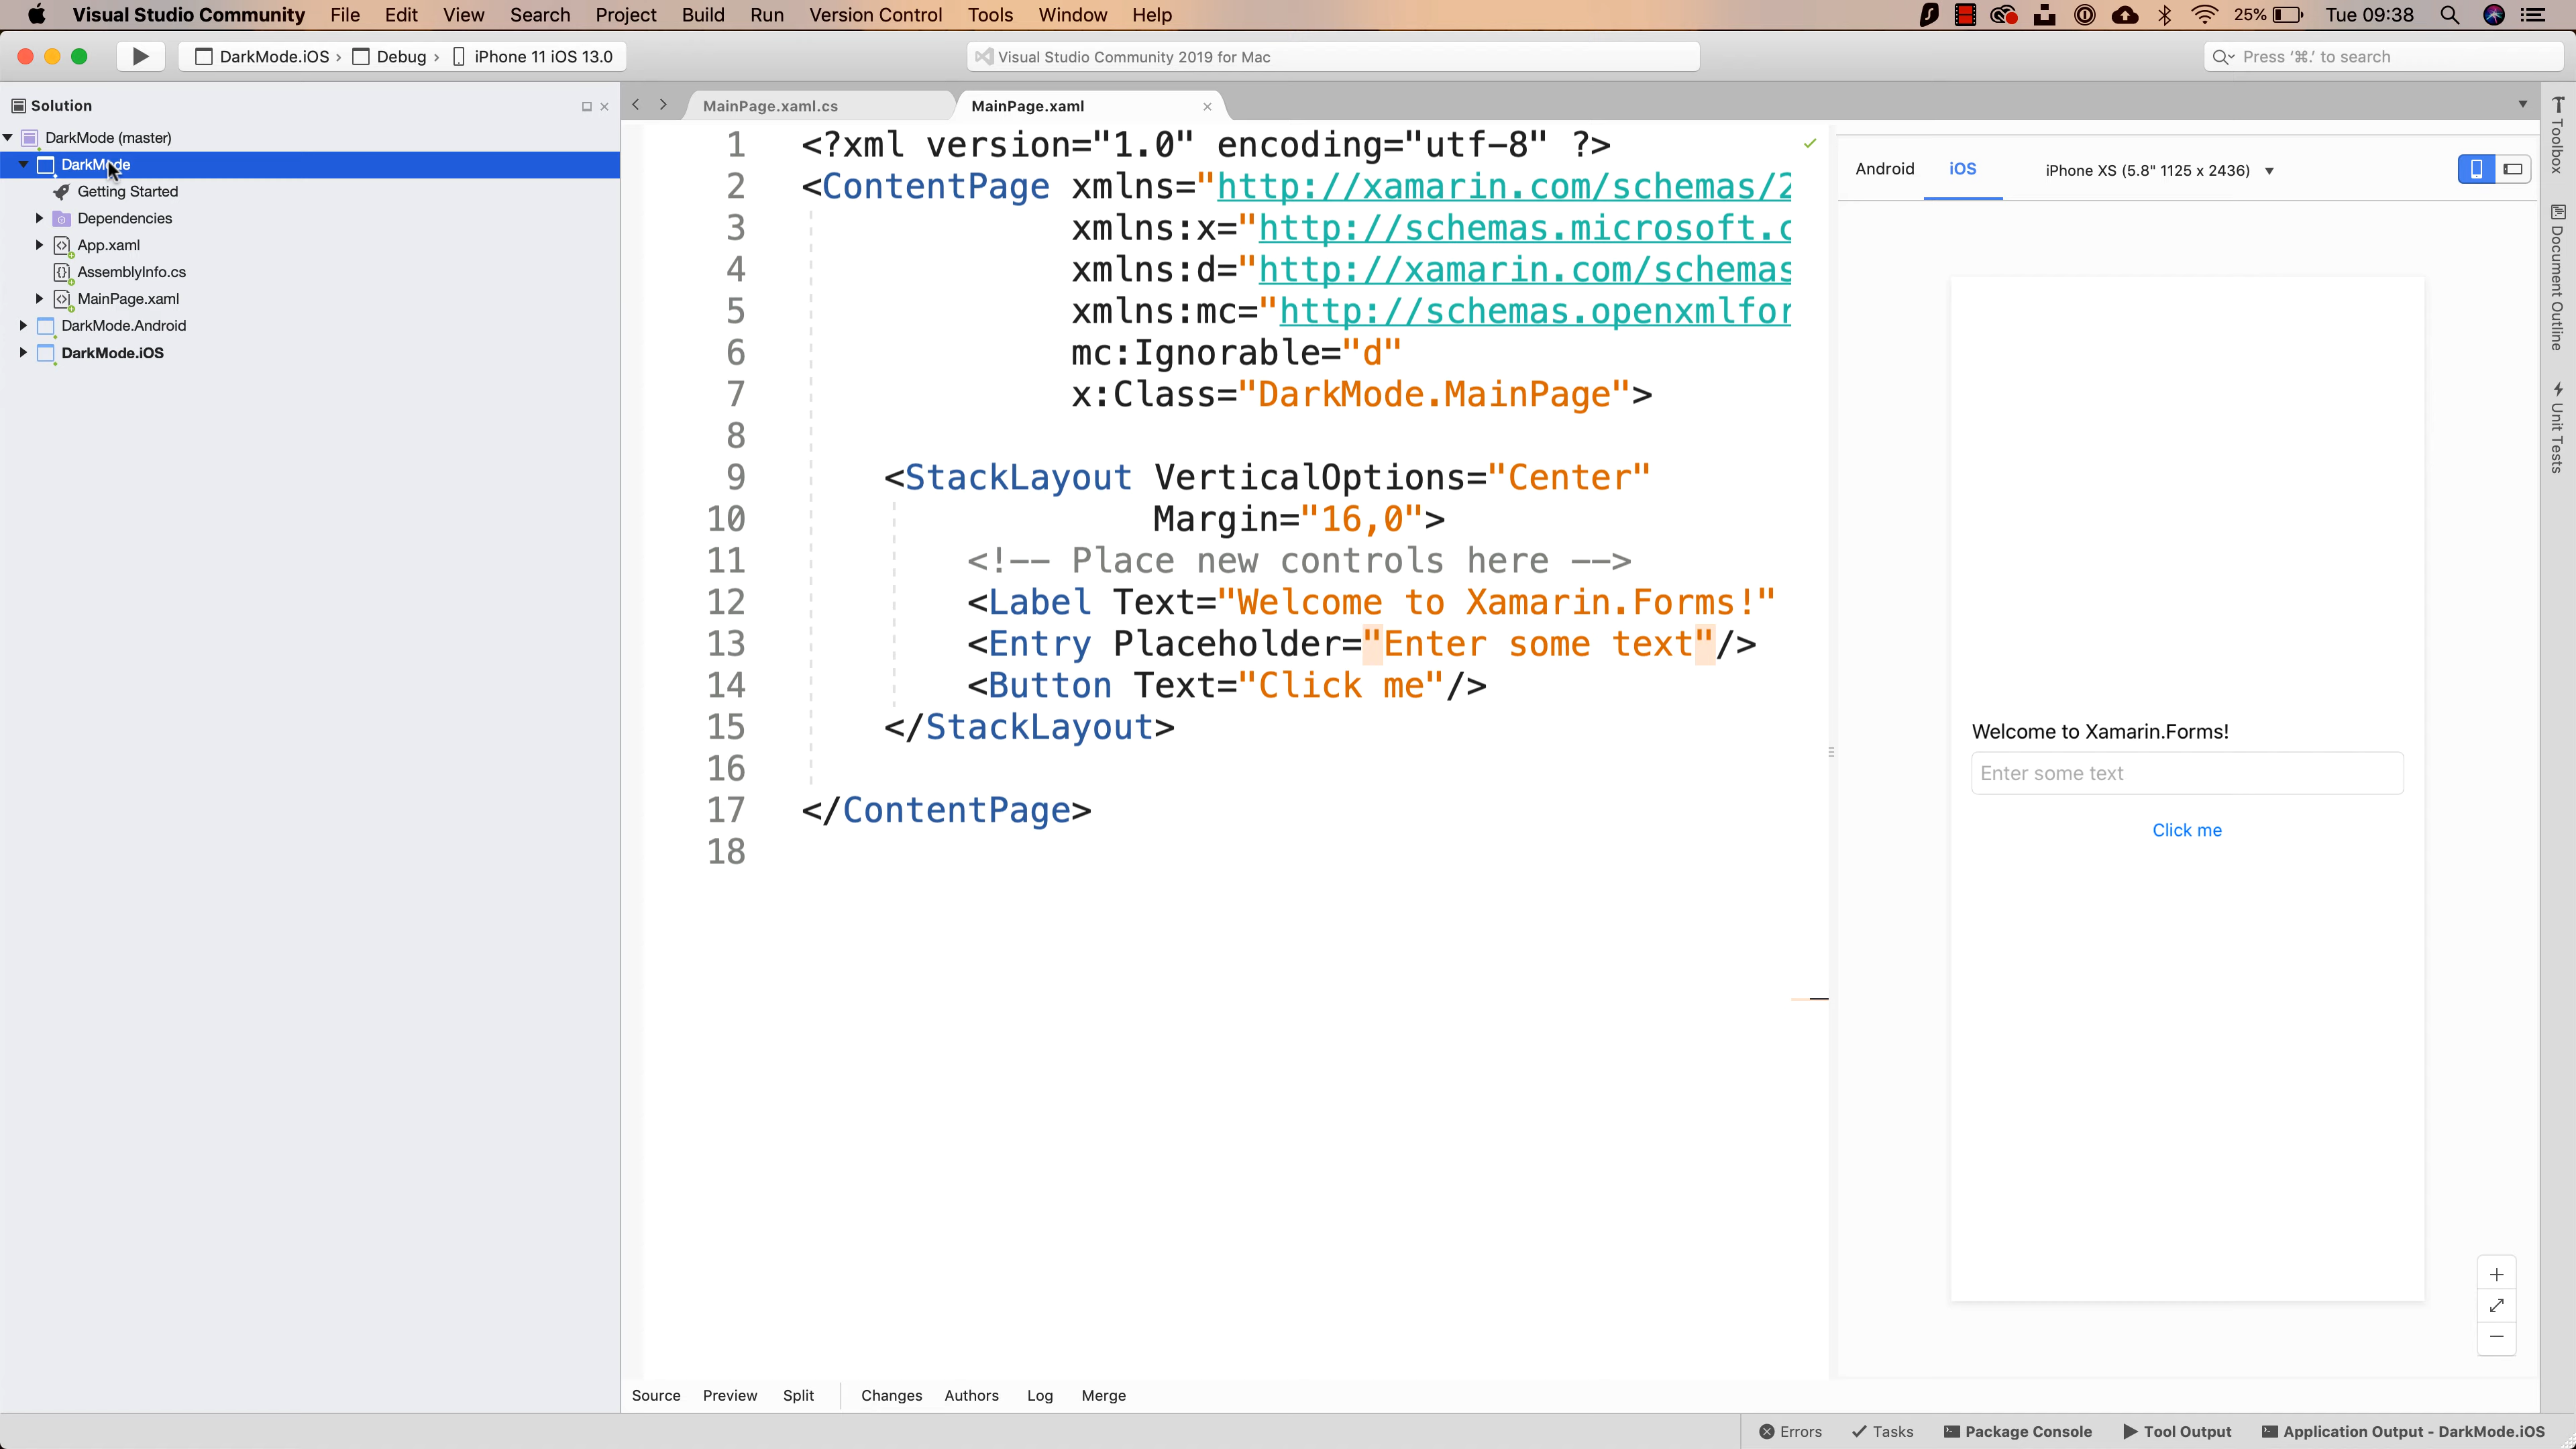 Visual Studio Community File Edit View Search Project Build Run Version Control Tools Window Help 25% Tue 09:38
DarkMode.iOS › Debug › iPhone 11 iOS 13.0
Visual Studio Community 2019 for Mac
Press ‘⌘.’ to search
Solution
DarkMode (master)
DarkMode
Getting Started
Dependencies
App.xaml
AssemblyInfo.cs
MainPage.xaml
DarkMode.Android
DarkMode.iOS
MainPage.xaml.cs MainPage.xaml
1 <?xml version="1.0" encoding="utf-8" ?>
2 <ContentPage xmlns="http://xamarin.com/schemas/2
3 xmlns:x="http://schemas.microsoft.c
4 xmlns:d="http://xamarin.com/schemas
5 xmlns:mc="http://schemas.openxmlfor
6 mc:Ignorable="d"
7 x:Class="DarkMode.MainPage">
8
9 <StackLayout VerticalOptions="Center"
10 Margin="16,0">
11 <!-- Place new controls here -->
12 <Label Text="Welcome to Xamarin.Forms!"
13 <Entry Placeholder="Enter some text"/>
14 <Button Text="Click me"/>
15 </StackLayout>
16
17 </ContentPage>
18
Android iOS iPhone XS (5.8" 1125 x 2436)
Welcome to Xamarin.Forms!
Enter some text
Click me
Toolbox
Document Outline
Unit Tests
Source Preview Split Changes Authors Log Merge
Errors Tasks Package Console Tool Output Application Output - DarkMode.iOS